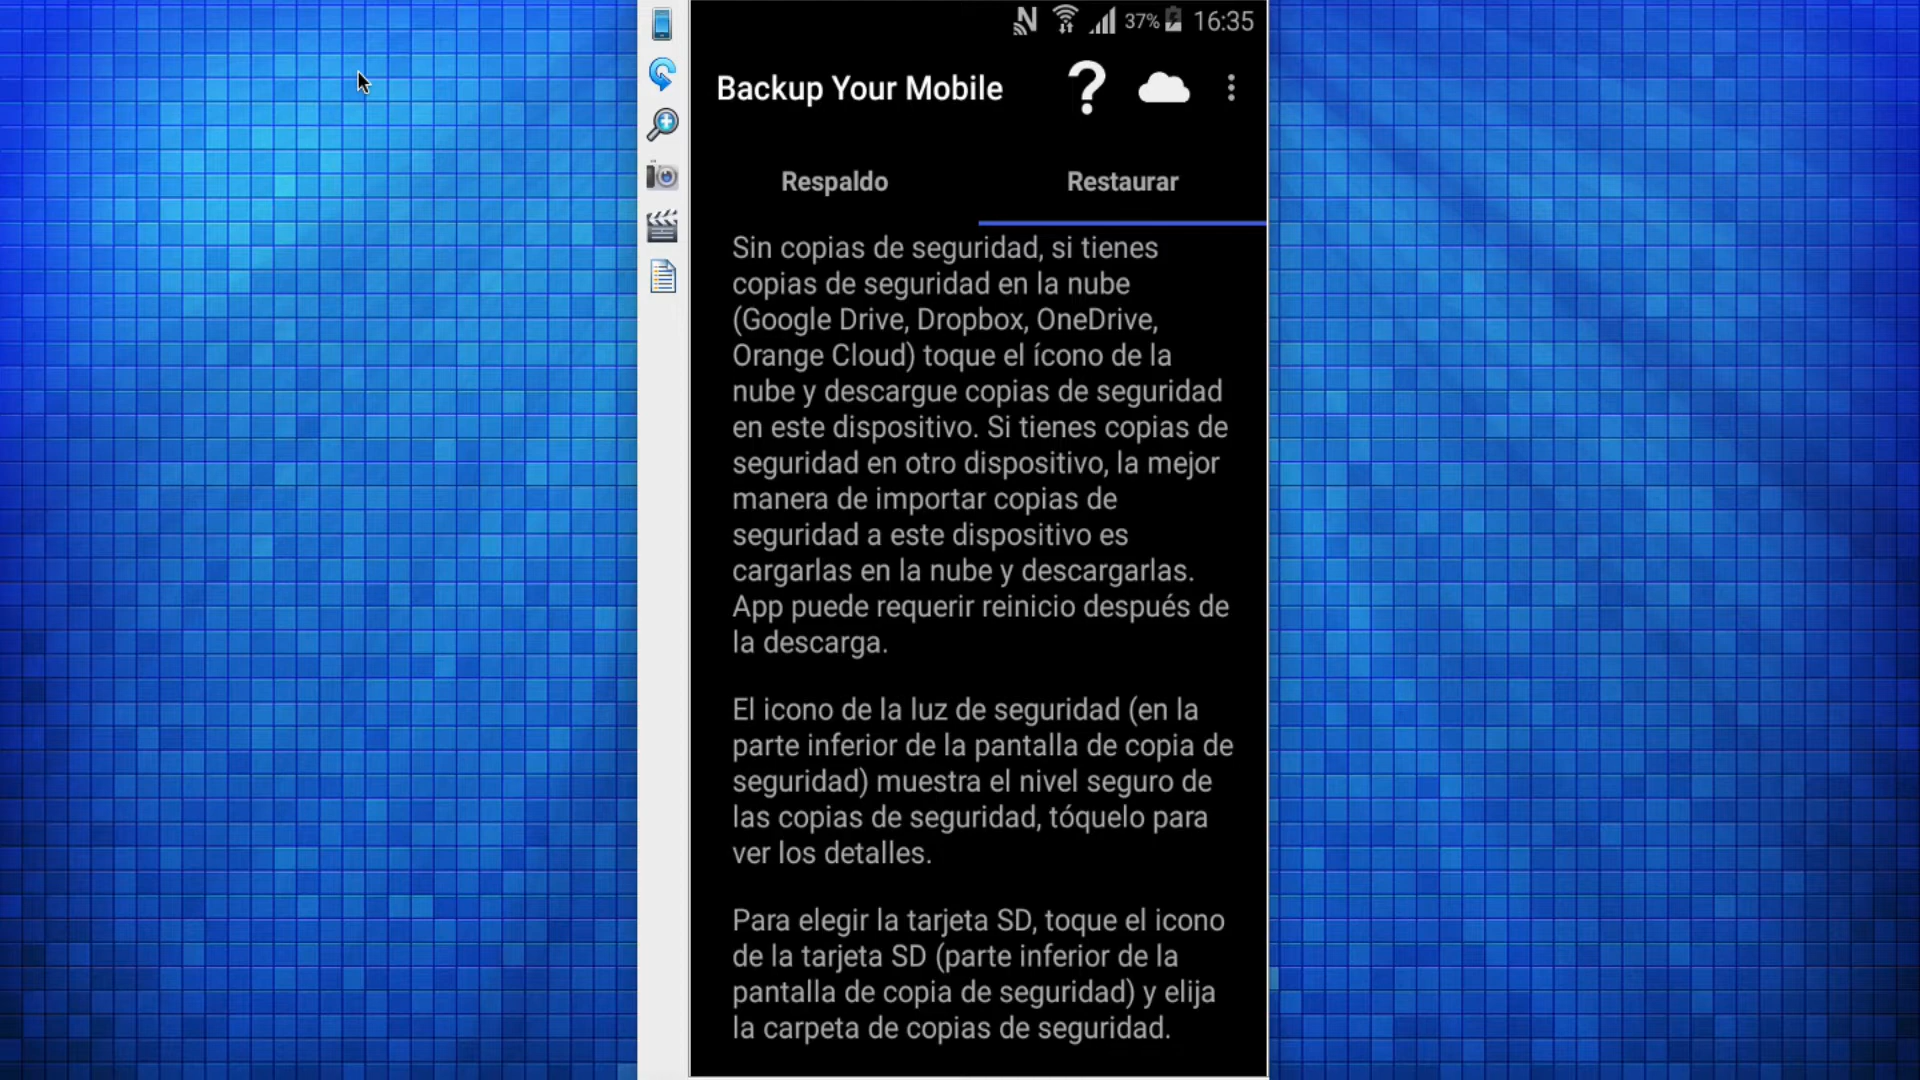 37% 16:35
Backup Your Mobile
Respaldo Restaurar
Sin copias de seguridad, si tienes
copias de seguridad en la nube
(Google Drive, Dropbox, OneDrive,
Orange Cloud) toque el ícono de la
nube y descargue copias de seguridad
en este dispositivo. Si tienes copias de
seguridad en otro dispositivo, la mejor
manera de importar copias de
seguridad a este dispositivo es
cargarlas en la nube y descargarlas.
App puede requerir reinicio después de
la descarga.
El icono de la luz de seguridad (en la
parte inferior de la pantalla de copia de
seguridad) muestra el nivel seguro de
las copias de seguridad, tóquelo para
ver los detalles.
Para elegir la tarjeta SD, toque el icono
de la tarjeta SD (parte inferior de la
pantalla de copia de seguridad) y elija
la carpeta de copias de seguridad.